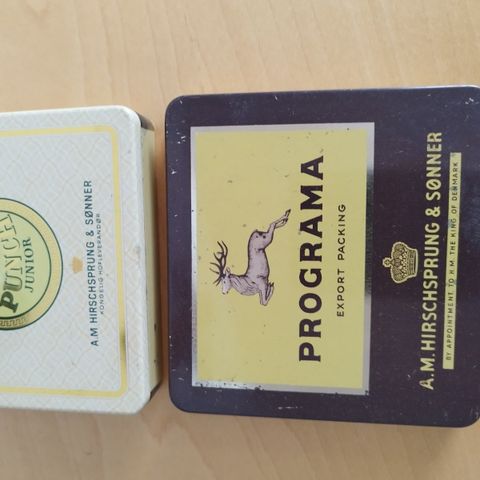 PUNCH
JUNIOR
A.M. HIRSCHSPRUNG & SØNNER
KONGELIG HOFLEVERANDØR
PROGRAMA
EXPORT PACKING
A.M. HIRSCHSPRUNG & SØNNER
BY APPOINTMENT TO H.M. THE KING OF DENMARK